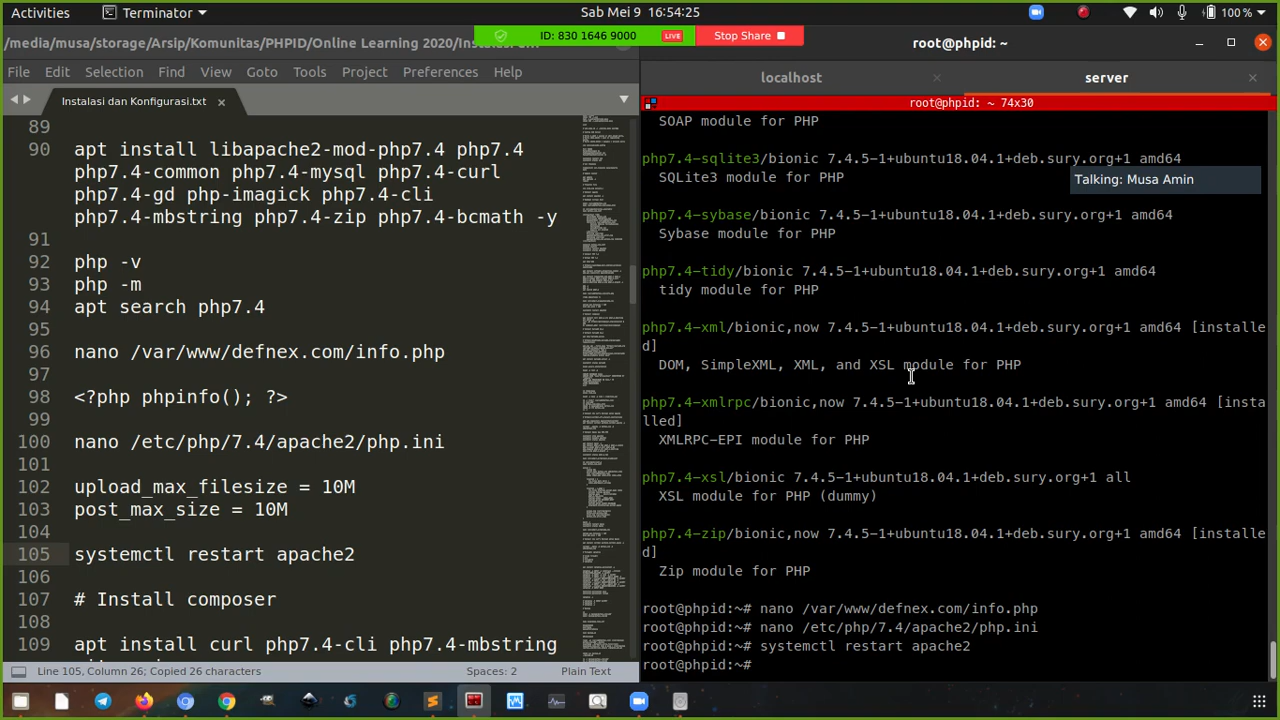 Activities
Terminator
Sab Mei 9 16:54:25
100 %
/media/musa/storage/Arsip/Komunitas/PHPID/Online Learning 2020/
ID: 830 1646 9000
LIVE
Stop Share
root@phpid: ~
File Edit Selection Find View Goto Tools Project Preferences Help
localhost
server
Instalasi dan Konfigurasi.txt
root@phpid: ~ 74x30
89
90 apt install libapache2-mod-php7.4 php7.4
php7.4-common php7.4-mysql php7.4-curl
php7.4-gd php-imagick php7.4-cli
php7.4-mbstring php7.4-zip php7.4-bcmath -y
91
92 php -v
93 php -m
94 apt search php7.4
95
96 nano /var/www/defnex.com/info.php
97
98 <?php phpinfo(); ?>
99
100 nano /etc/php/7.4/apache2/php.ini
101
102 upload_max_filesize = 10M
103 post_max_size = 10M
104
105 systemctl restart apache2
106
107 # Install composer
108
109 apt install curl php7.4-cli php7.4-mbstring
Line 105, Column 26; Copied 26 characters
Spaces: 2
Plain Text
SOAP module for PHP
php7.4-sqlite3/bionic 7.4.5-1+ubuntu18.04.1+deb.sury.org+1 amd64
SQLite3 module for PHP
Talking: Musa Amin
php7.4-sybase/bionic 7.4.5-1+ubuntu18.04.1+deb.sury.org+1 amd64
Sybase module for PHP
php7.4-tidy/bionic 7.4.5-1+ubuntu18.04.1+deb.sury.org+1 amd64
tidy module for PHP
php7.4-xml/bionic,now 7.4.5-1+ubuntu18.04.1+deb.sury.org+1 amd64 [installe
d]
DOM, SimpleXML, XML, and XSL module for PHP
php7.4-xmlrpc/bionic,now 7.4.5-1+ubuntu18.04.1+deb.sury.org+1 amd64 [insta
lled]
XMLRPC-EPI module for PHP
php7.4-xsl/bionic 7.4.5-1+ubuntu18.04.1+deb.sury.org+1 all
XSL module for PHP (dummy)
php7.4-zip/bionic,now 7.4.5-1+ubuntu18.04.1+deb.sury.org+1 amd64 [installe
d]
Zip module for PHP
root@phpid:~# nano /var/www/defnex.com/info.php
root@phpid:~# nano /etc/php/7.4/apache2/php.ini
root@phpid:~# systemctl restart apache2
root@phpid:~#